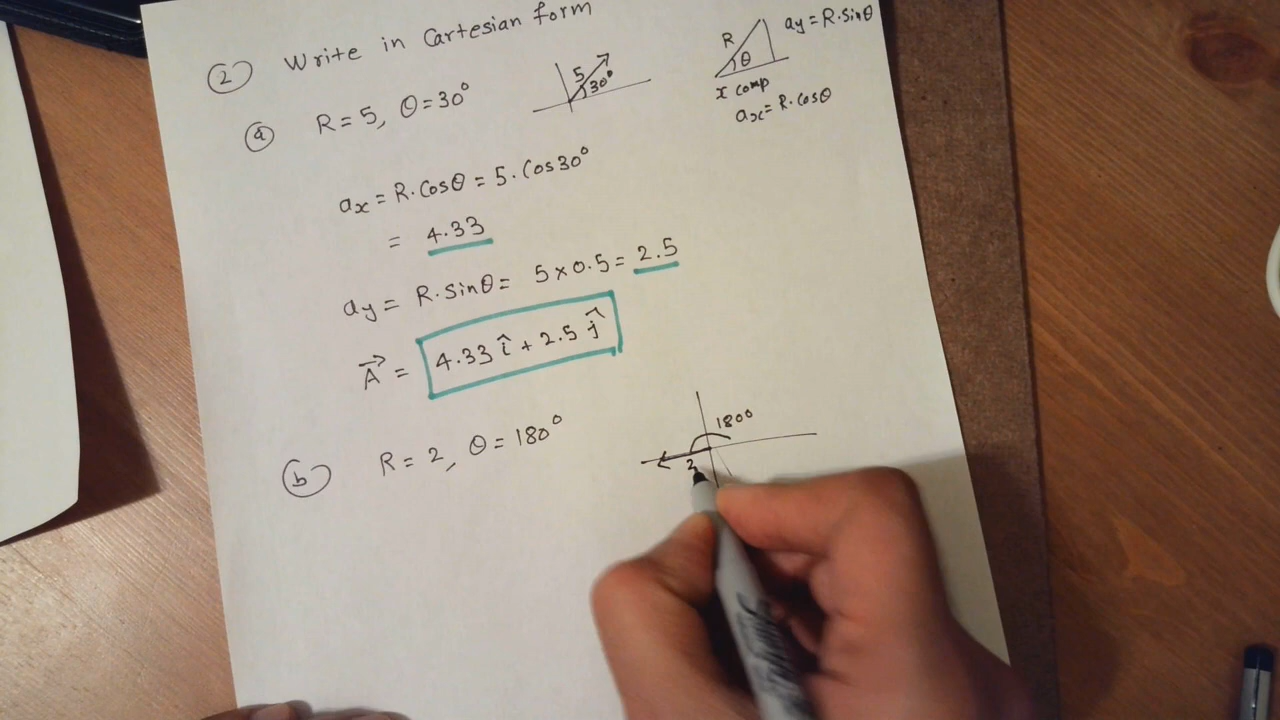 ② Write in Cartesian form
R
θ
ay = R·sinθ
x comp
ax = R·cosθ
ⓐ R = 5, θ = 30°
5
30°
ax = R·Cosθ = 5·Cos30°
= 4.33
ay = R·Sinθ = 5 x 0.5 = 2.5
A⃗ = 4.33 î + 2.5 ĵ
ⓑ R = 2, θ = 180°
180°
2